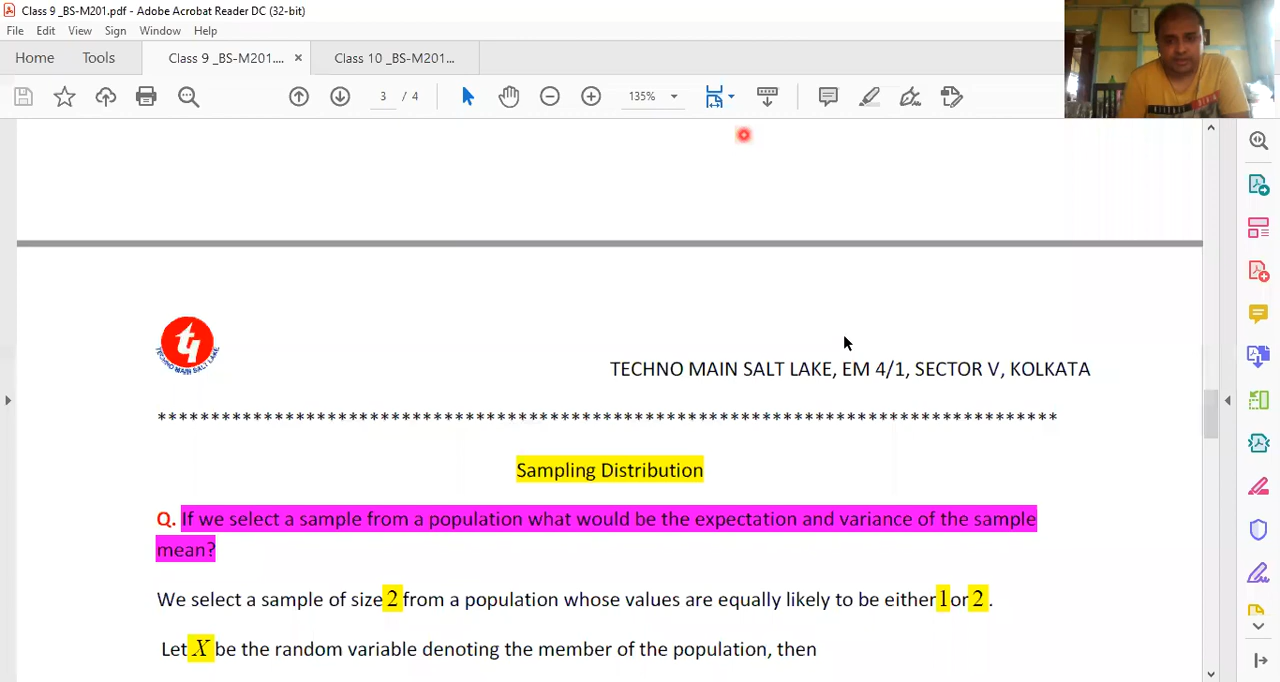 Class 9 _BS-M201.pdf - Adobe Acrobat Reader DC (32-bit)
File Edit View Sign Window Help
Home Tools Class 9 _BS-M201.... × Class 10 _BS-M201...
3 / 4 135%
TECHNO MAIN SALT LAKE
TECHNO MAIN SALT LAKE, EM 4/1, SECTOR V, KOLKATA
*************************************************************************************
Sampling Distribution
Q. If we select a sample from a population what would be the expectation and variance of the sample
mean?
We select a sample of size 2 from a population whose values are equally likely to be either 1 or 2 .
Let X be the random variable denoting the member of the population, then